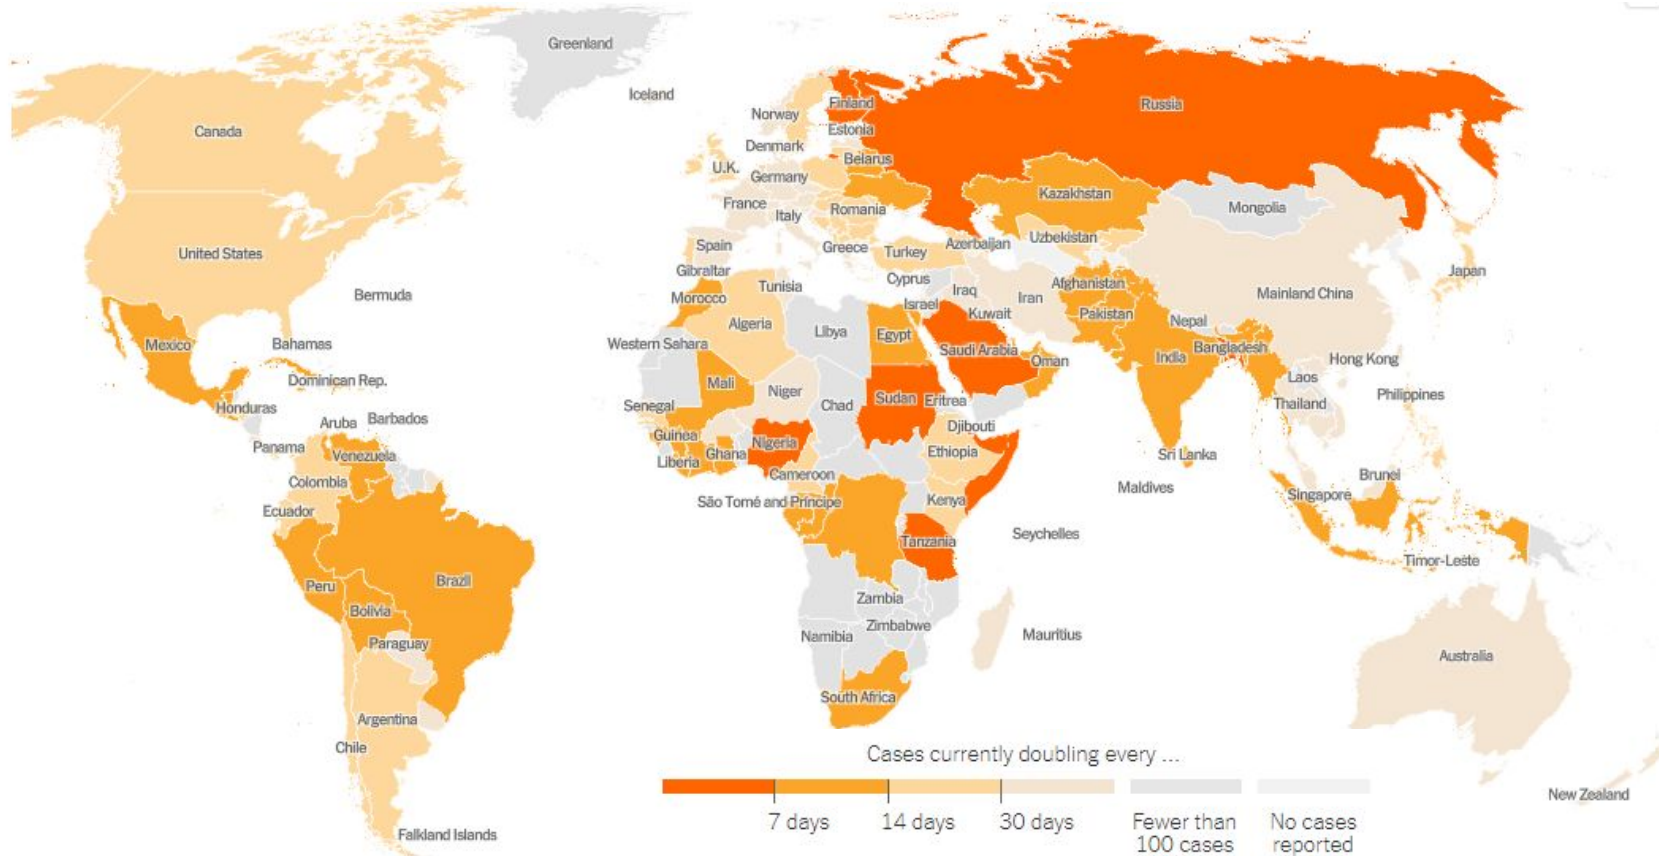 Greenland
Iceland
Canada
Norway
Finland
Russia
Estonia
Denmark
Belarus
U.K.
Germany
Kazakhstan
France
Italy
Romania
Mongolia
United States
Spain
Greece
Turkey
Azerbaijan
Uzbekistan
Gibraltar
Tunisia
Cyprus
Iraq
Iran
Afghanistan
Japan
Bermuda
Morocco
Israel
Kuwait
Mainland China
Algeria
Libya
Egypt
Pakistan
Nepal
Mexico
Bahamas
Western Sahara
Saudi Arabia
Oman
India
Bangladesh
Hong Kong
Dominican Rep.
Mali
Niger
Chad
Sudan
Eritrea
Laos
Thailand
Philippines
Honduras
Senegal
Aruba
Barbados
Djibouti
Panama
Venezuela
Guinea
Liberia
Ghana
Nigeria
Ethiopia
Sri Lanka
Colombia
Cameroon
Maldives
Brunei
Singapore
Ecuador
São Tomé and Príncipe
Kenya
Seychelles
Tanzania
Timor-Leste
Peru
Brazil
Bolivia
Zambia
Paraguay
Zimbabwe
Namibia
Mauritius
Australia
South Africa
Argentina
Chile
New Zealand
Falkland Islands
Cases currently doubling every ...
7 days
14 days
30 days
Fewer than
100 cases
No cases
reported